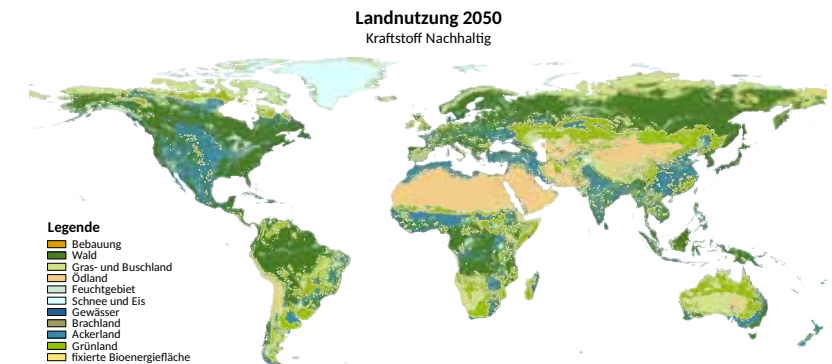 Landnutzung 2050
Kraftstoff Nachhaltig
Legende
Bebauung
Wald
Gras- und Buschland
Ödland
Feuchtgebiet
Schnee und Eis
Gewässer
Brachland
Ackerland
Grünland
fixierte Bioenergiefläche